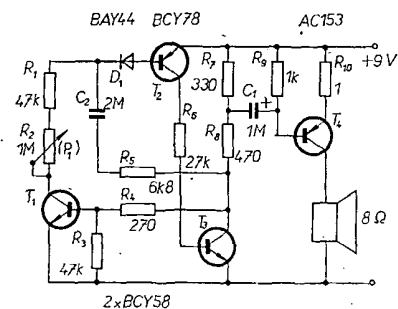 BAY44 BCY78 AC153
R7 330
R9 1k
R10 1
+9V
R1 47k
C2 2M
D1
T2
C1 + 1M
T4
R2 1M (P1)
R6 27k
R8 470
R5 6k8
T1
R4 270
T3
8 Ω
R3 47k
2xBCY58